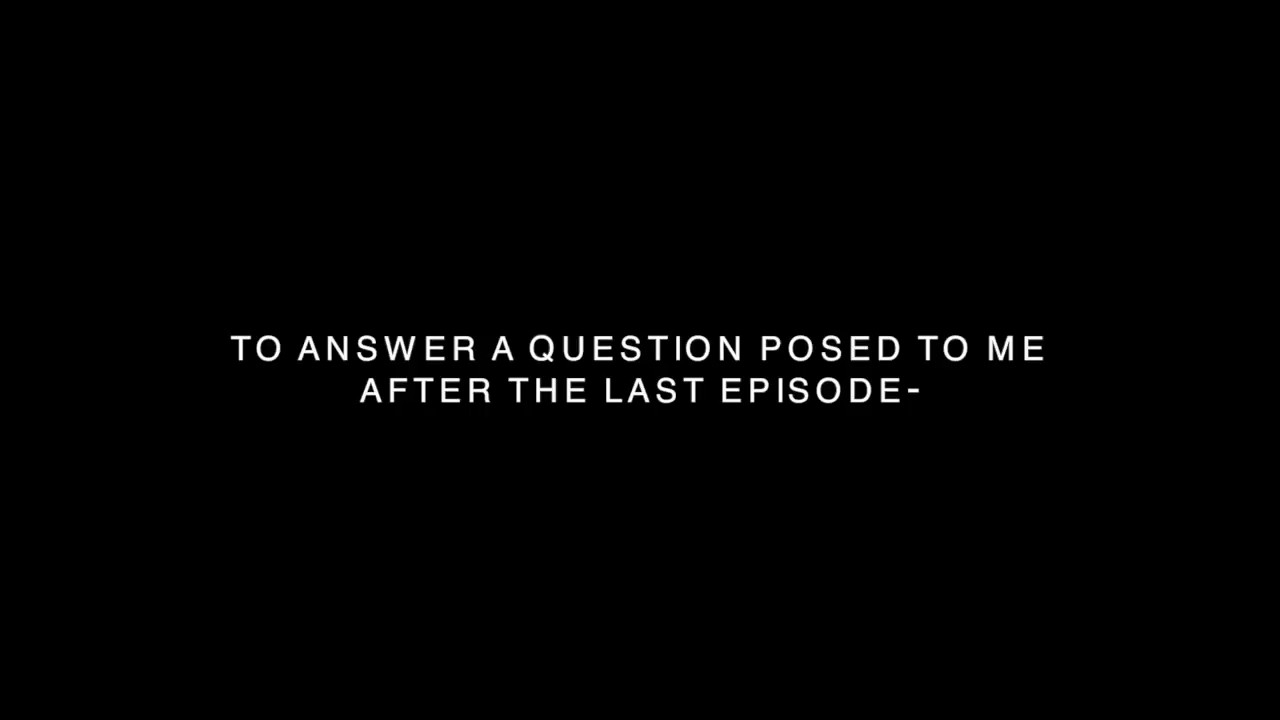 TO ANSWER A QUESTION POSED TO ME
AFTER THE LAST EPISODE-